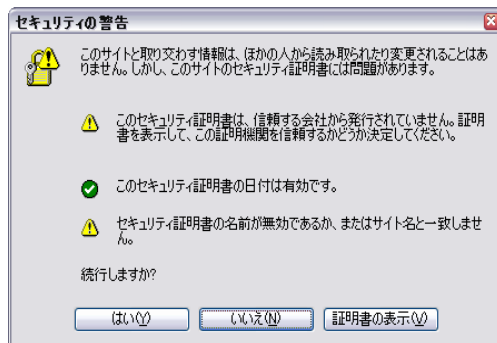 セキュリティの警告
このサイトと取り交わす情報は、ほかの人から読み取られたり変更されることはあ
りません。しかし、このサイトのセキュリティ証明書には問題があります。
このセキュリティ証明書は、信頼する会社から発行されていません。証明
書を表示して、この証明機関を信頼するかどうか決定してください。
このセキュリティ証明書の日付は有効です。
セキュリティ証明書の名前が無効であるか、またはサイト名と一致しませ
ん。
続行しますか?
はい(Y) いいえ(N) 証明書の表示(V)